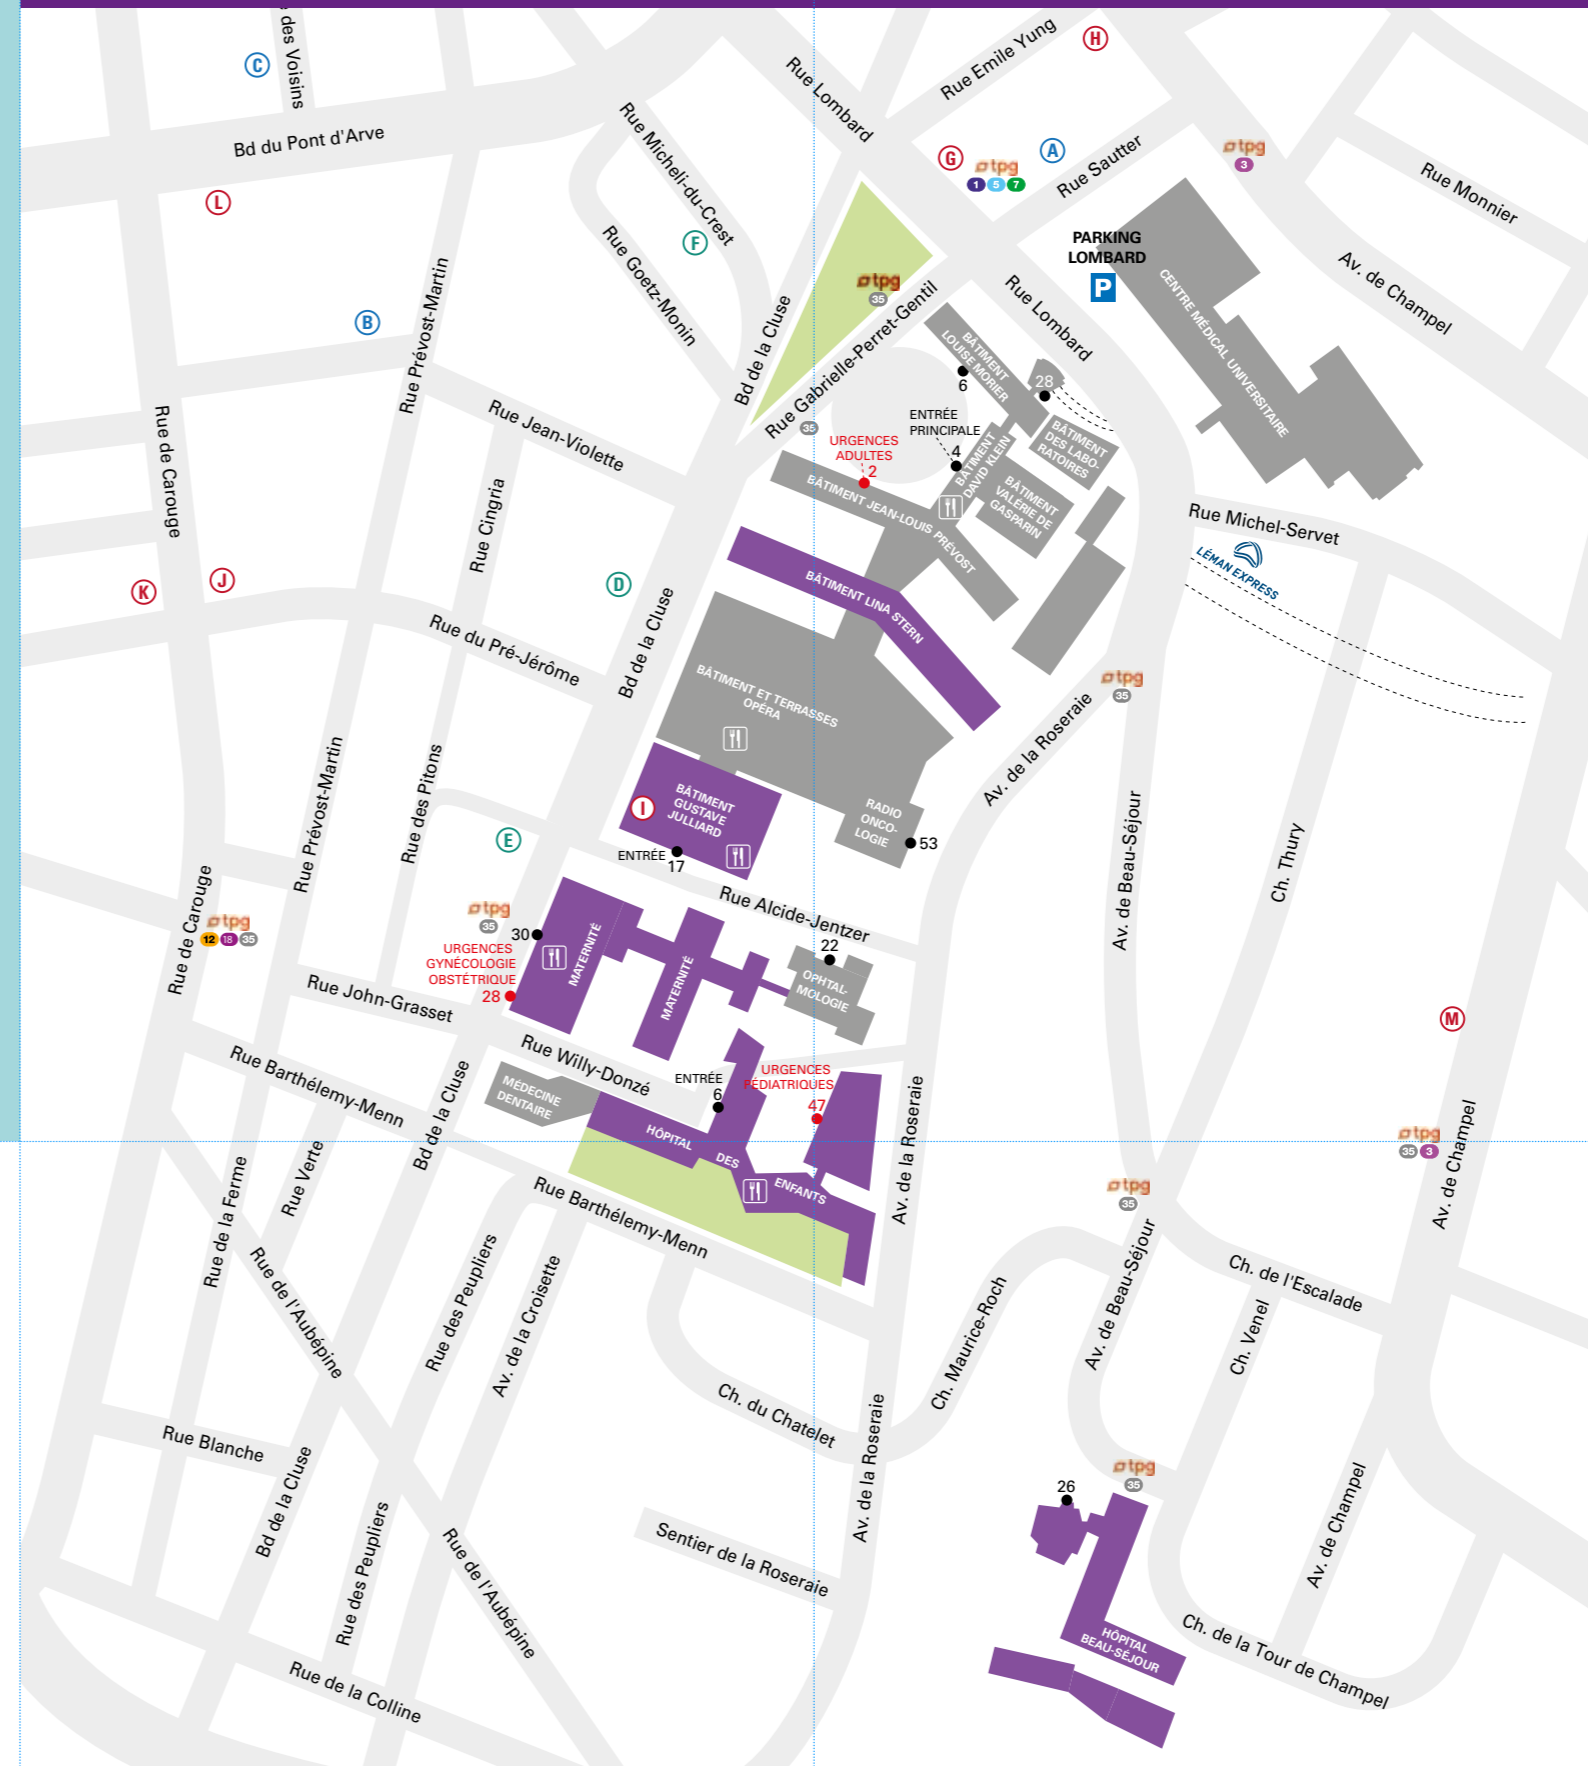 C
des Voisins
Bd du Pont d'Arve
L
B
Rue Micheli-du-Crest
F
Rue Goetz-Monin
Rue Lombard
Rue Emile Yung
H
G
tpg
1 5 7
A
Rue Sautter
tpg
3
Rue Monnier
Av. de Champel
PARKING
LOMBARD
P
CENTRE MÉDICAL UNIVERSITAIRE
Rue Lombard
tpg
35
Rue Gabrielle-Perret-Gentil
35
Bd de la Cluse
Rue Prévost-Martin
Rue Jean-Violette
Rue de Carouge
Rue Cingria
K
J
D
Rue du Pré-Jérôme
Bd de la Cluse
BÂTIMENT
LOUISE MORIER
6
28
ENTRÉE
PRINCIPALE
4
BÂTIMENT
DAVID KLEIN
BÂTIMENT
DES LABO-
RATOIRES
BÂTIMENT
VALÉRIE DE
GASPARIN
URGENCES
ADULTES
2
BÂTIMENT JEAN-LOUIS PRÉVOST
BÂTIMENT LINA STERN
Rue Michel-Servet
LÉMAN EXPRESS
BÂTIMENT ET TERRASSES
OPÉRA
tpg
35
Av. de la Roseraie
I
BÂTIMENT
GUSTAVE
JULLIARD
RADIO
ONCO-
LOGIE
53
ENTRÉE
17
Rue Prévost-Martin
Rue des Pitons
E
Rue Alcide-Jentzer
Av. de Beau-Séjour
Ch. Thury
Rue de Carouge
tpg
12 18 35
tpg
35
30
URGENCES
GYNÉCOLOGIE
OBSTÉTRIQUE
28
MATERNITÉ
MATERNITÉ
22
OPHTAL-
MOLOGIE
Rue John-Grasset
Rue Willy-Donzé
M
Rue Barthélemy-Menn
Bd de la Cluse
MÉDECINE
DENTAIRE
ENTRÉE
6
URGENCES
PÉDIATRIQUES
47
HÔPITAL
DES
ENFANTS
Av. de la Roseraie
tpg
35 3
Av. de Champel
tpg
35
Rue de la Ferme
Rue Verte
Rue Barthélemy-Menn
Rue de l'Aubépine
Rue des Peupliers
Av. de la Croisette
Ch. Maurice-Roch
Av. de Beau-Séjour
Ch. de l'Escalade
Ch. Venel
Ch. du Chatelet
Rue Blanche
Bd de la Cluse
Av. de la Roseraie
tpg
35
26
Av. de Champel
Rue des Peupliers
Rue de l'Aubépine
Sentier de la Roseraie
HÔPITAL
BEAU-SÉJOUR
Ch. de la Tour de Champel
Rue de la Colline